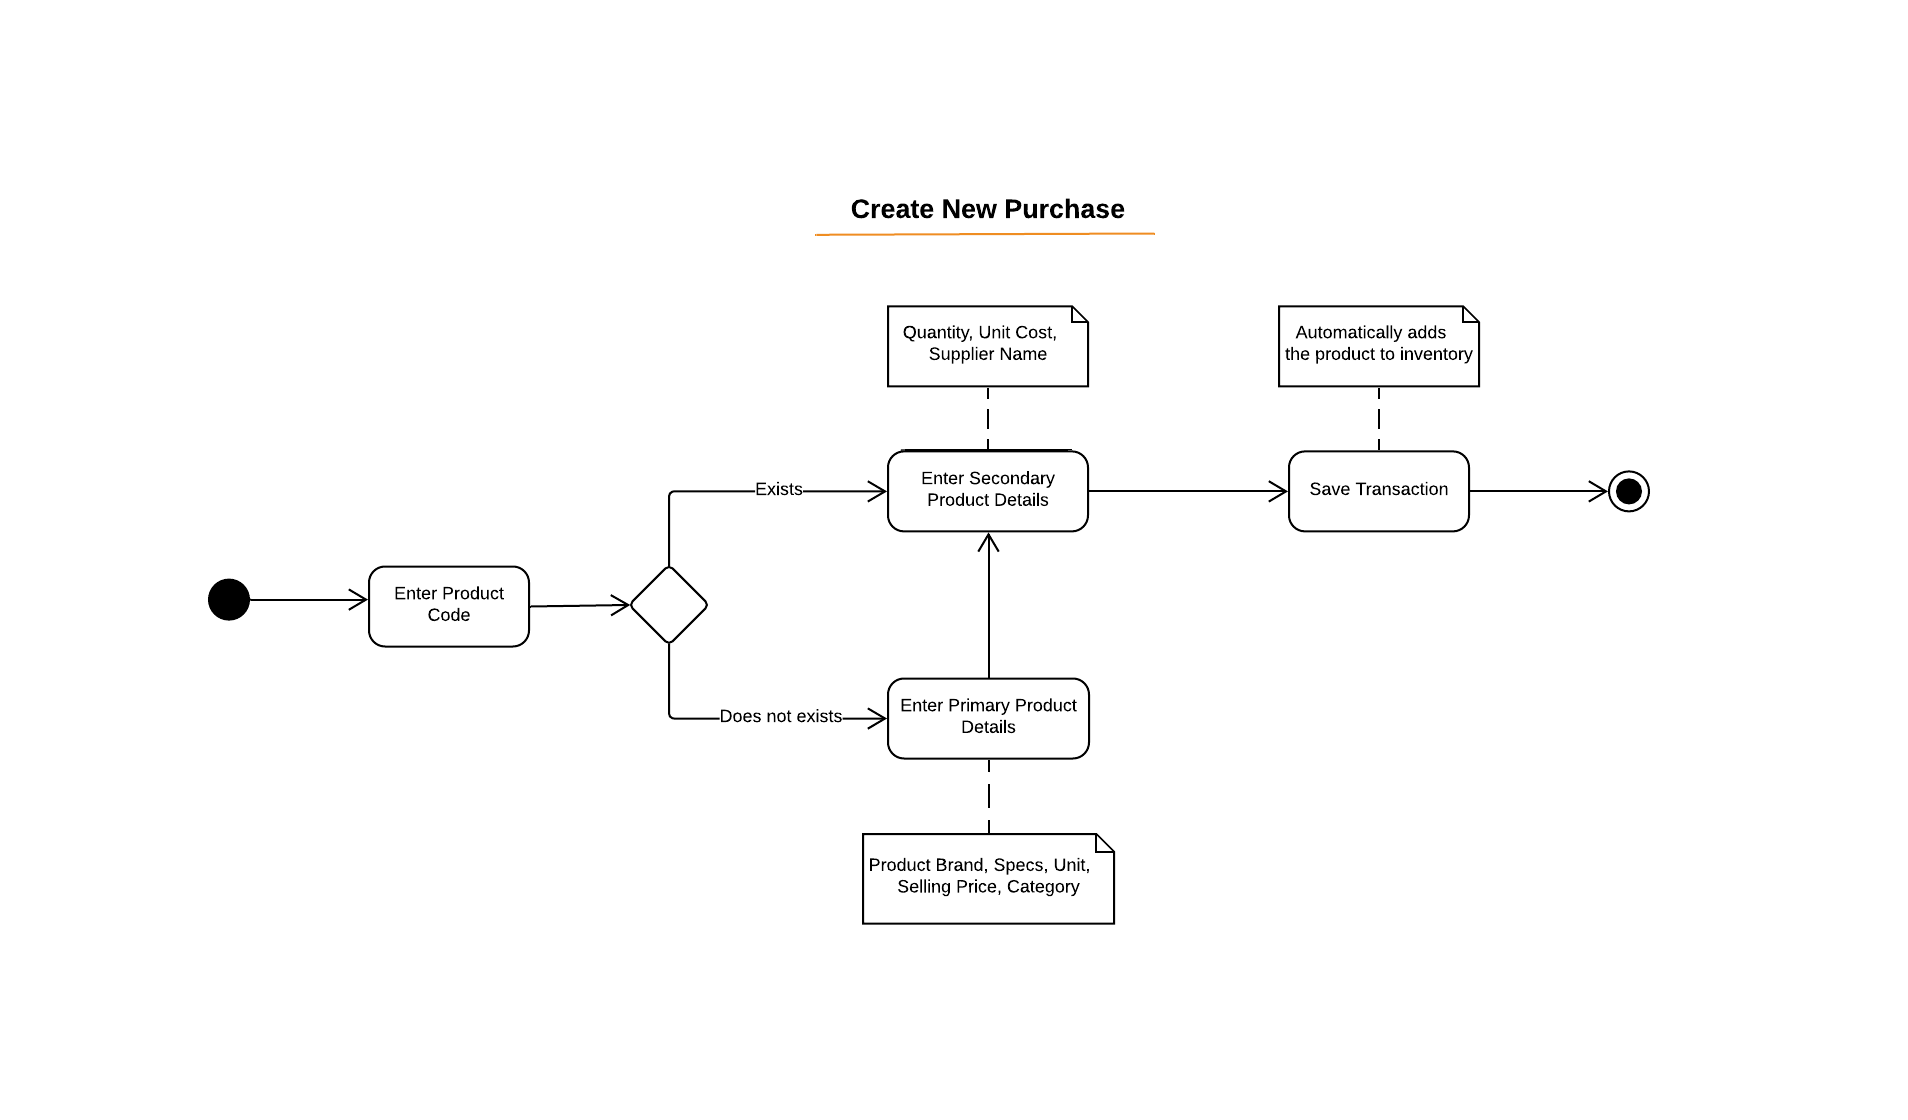 Create New Purchase
Quantity, Unit Cost,
Supplier Name
Automatically adds
the product to inventory
Exists
Enter Secondary
Product Details
Save Transaction
Enter Product
Code
Does not exists
Enter Primary Product
Details
Product Brand, Specs, Unit,
Selling Price, Category